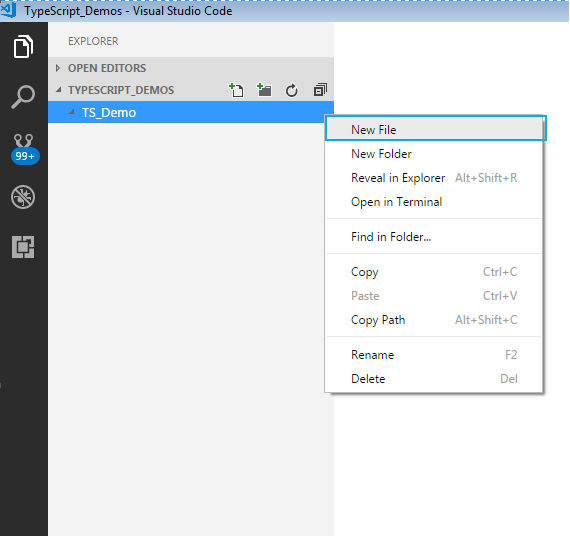 TypeScript_Demos - Visual Studio Code
EXPLORER
OPEN EDITORS
TYPESCRIPT_DEMOS
TS_Demo
99+
New File
New Folder
Reveal in Explorer Alt+Shift+R
Open in Terminal
Find in Folder...
Copy Ctrl+C
Paste Ctrl+V
Copy Path Alt+Shift+C
Rename F2
Delete Del